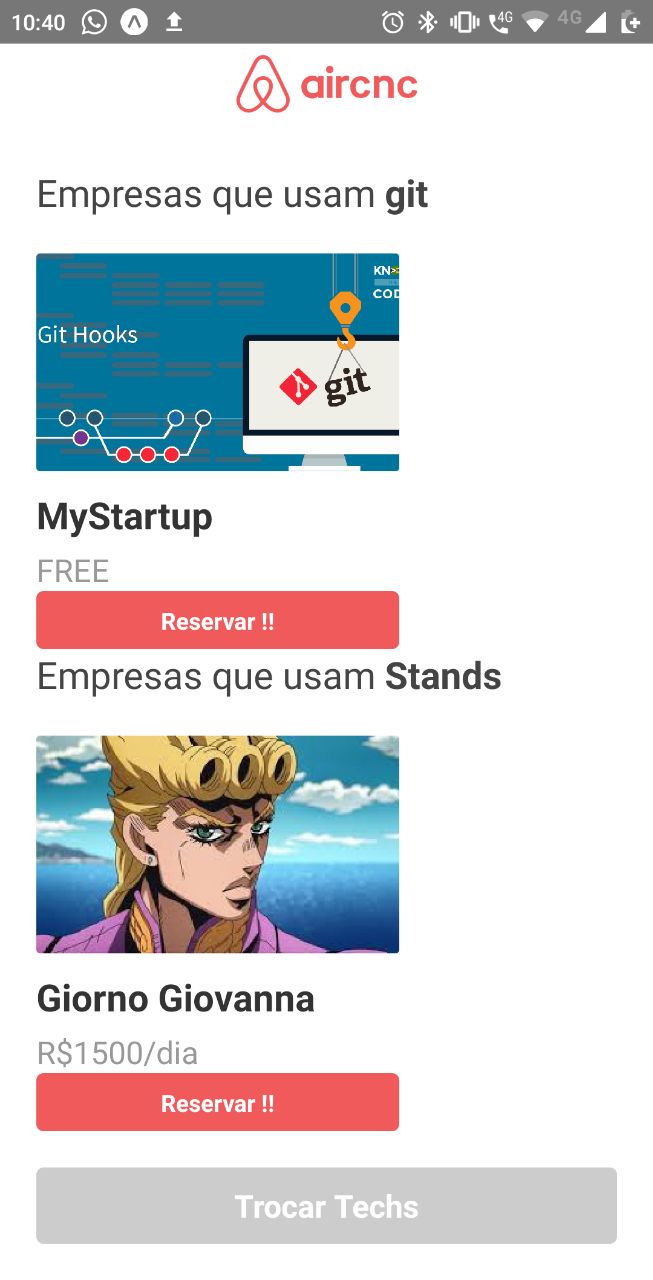 10:40
4G
4G
aircnc
Empresas que usam git
KN>
COD
Git Hooks
git
MyStartup
FREE
Reservar !!
Empresas que usam Stands
Giorno Giovanna
R$1500/dia
Reservar !!
Trocar Techs